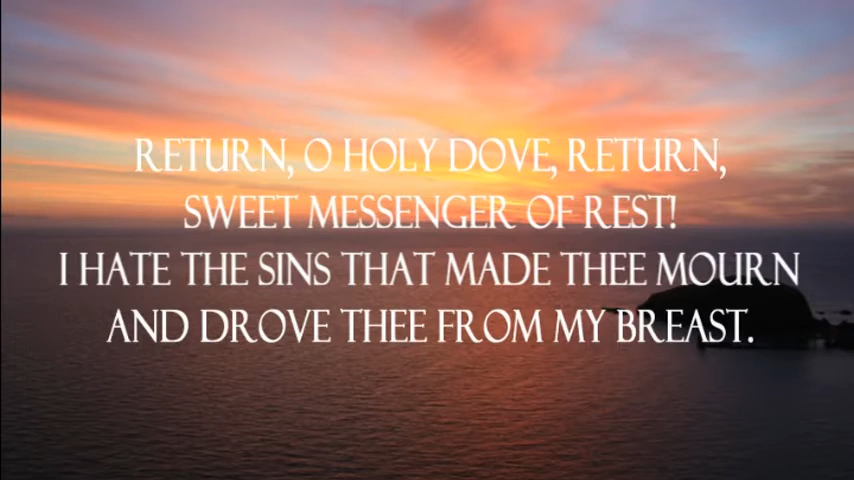 RETURN, O HOLY DOVE, RETURN,
SWEET MESSENGER OF REST!
I HATE THE SINS THAT MADE THEE MOURN
AND DROVE THEE FROM MY BREAST.